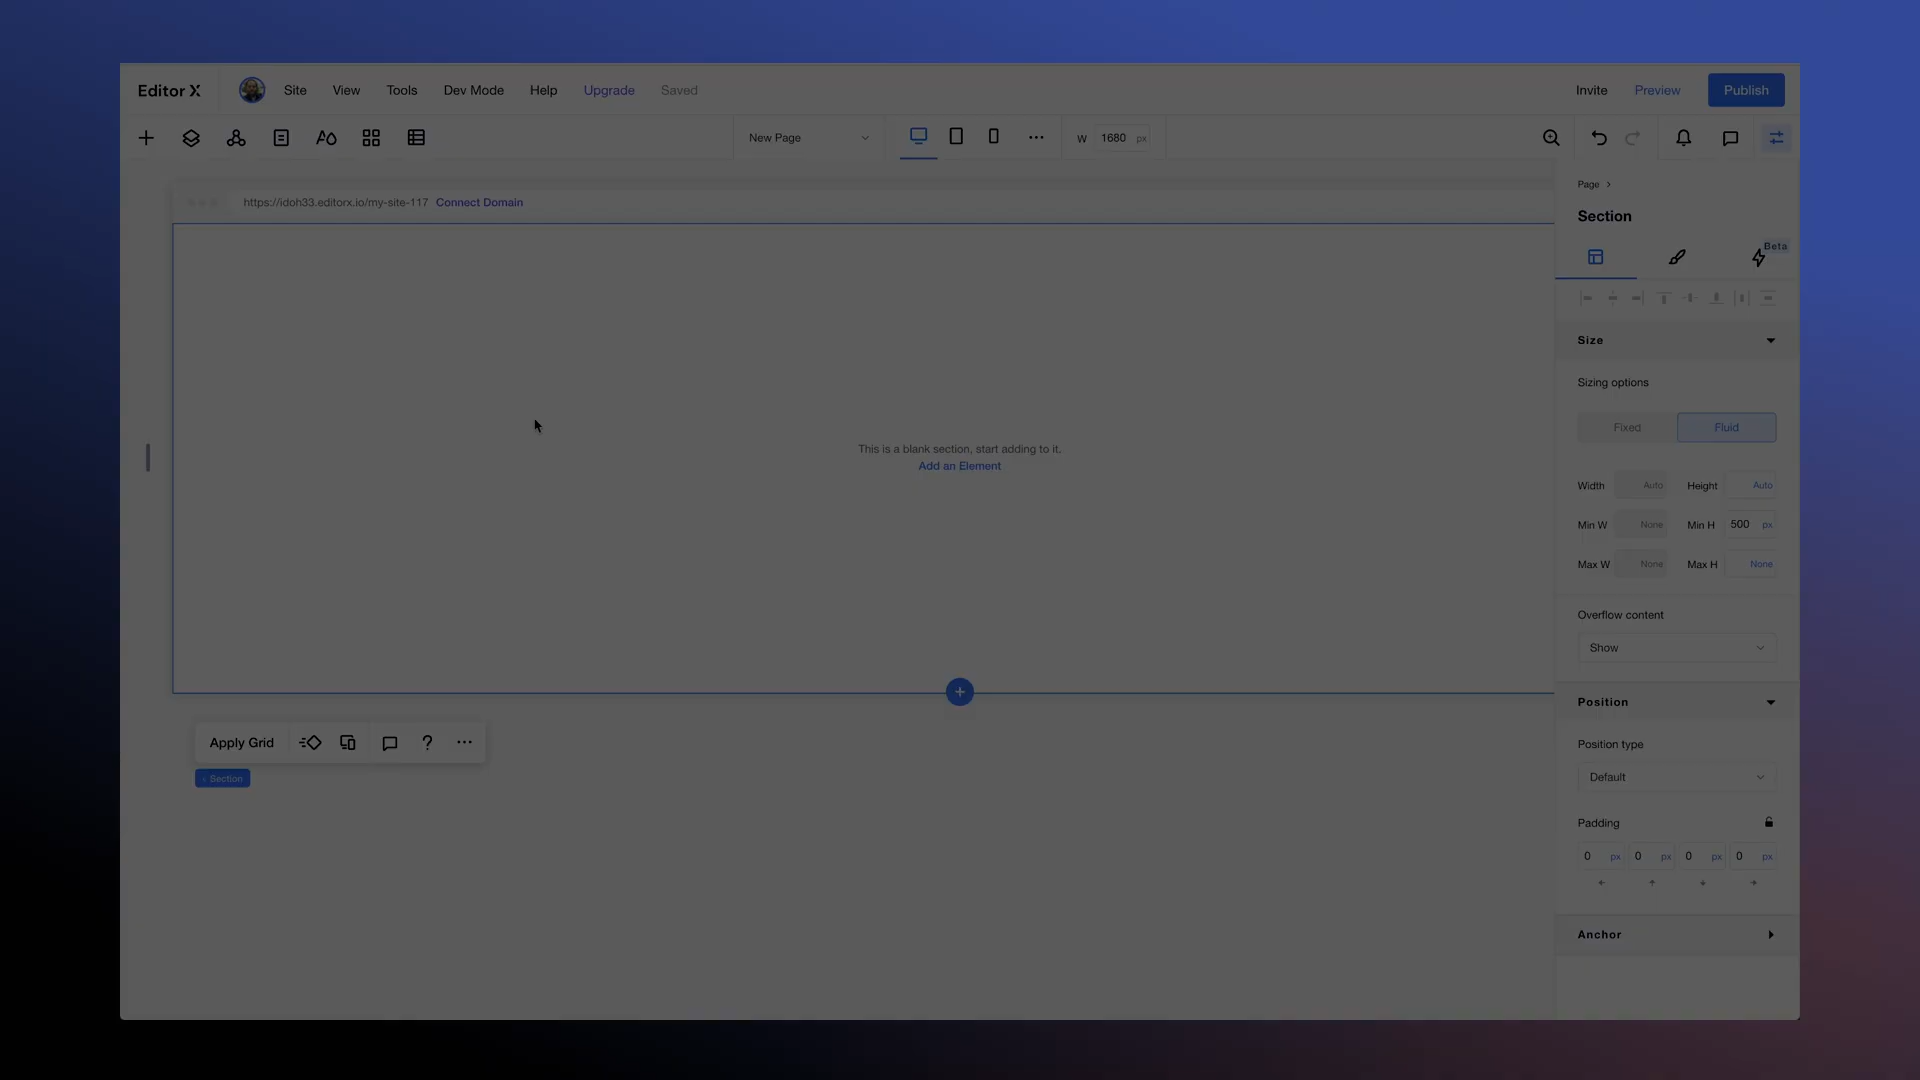 Editor X Site View Tools Dev Mode Help Upgrade Saved Invite Preview Publish
New Page W 1680 px
https://idoh33.editorx.io/my-site-117 Connect Domain
This is a blank section, start adding to it.
Add an Element
Apply Grid ?
‹ Section
Page >
Section
Beta
Size
Sizing options
Fixed Fluid
Width Auto Height Auto
Min W None Min H 500 px
Max W None Max H None
Overflow content
Show
Position
Position type
Default
Padding
0 px 0 px 0 px 0 px
Anchor